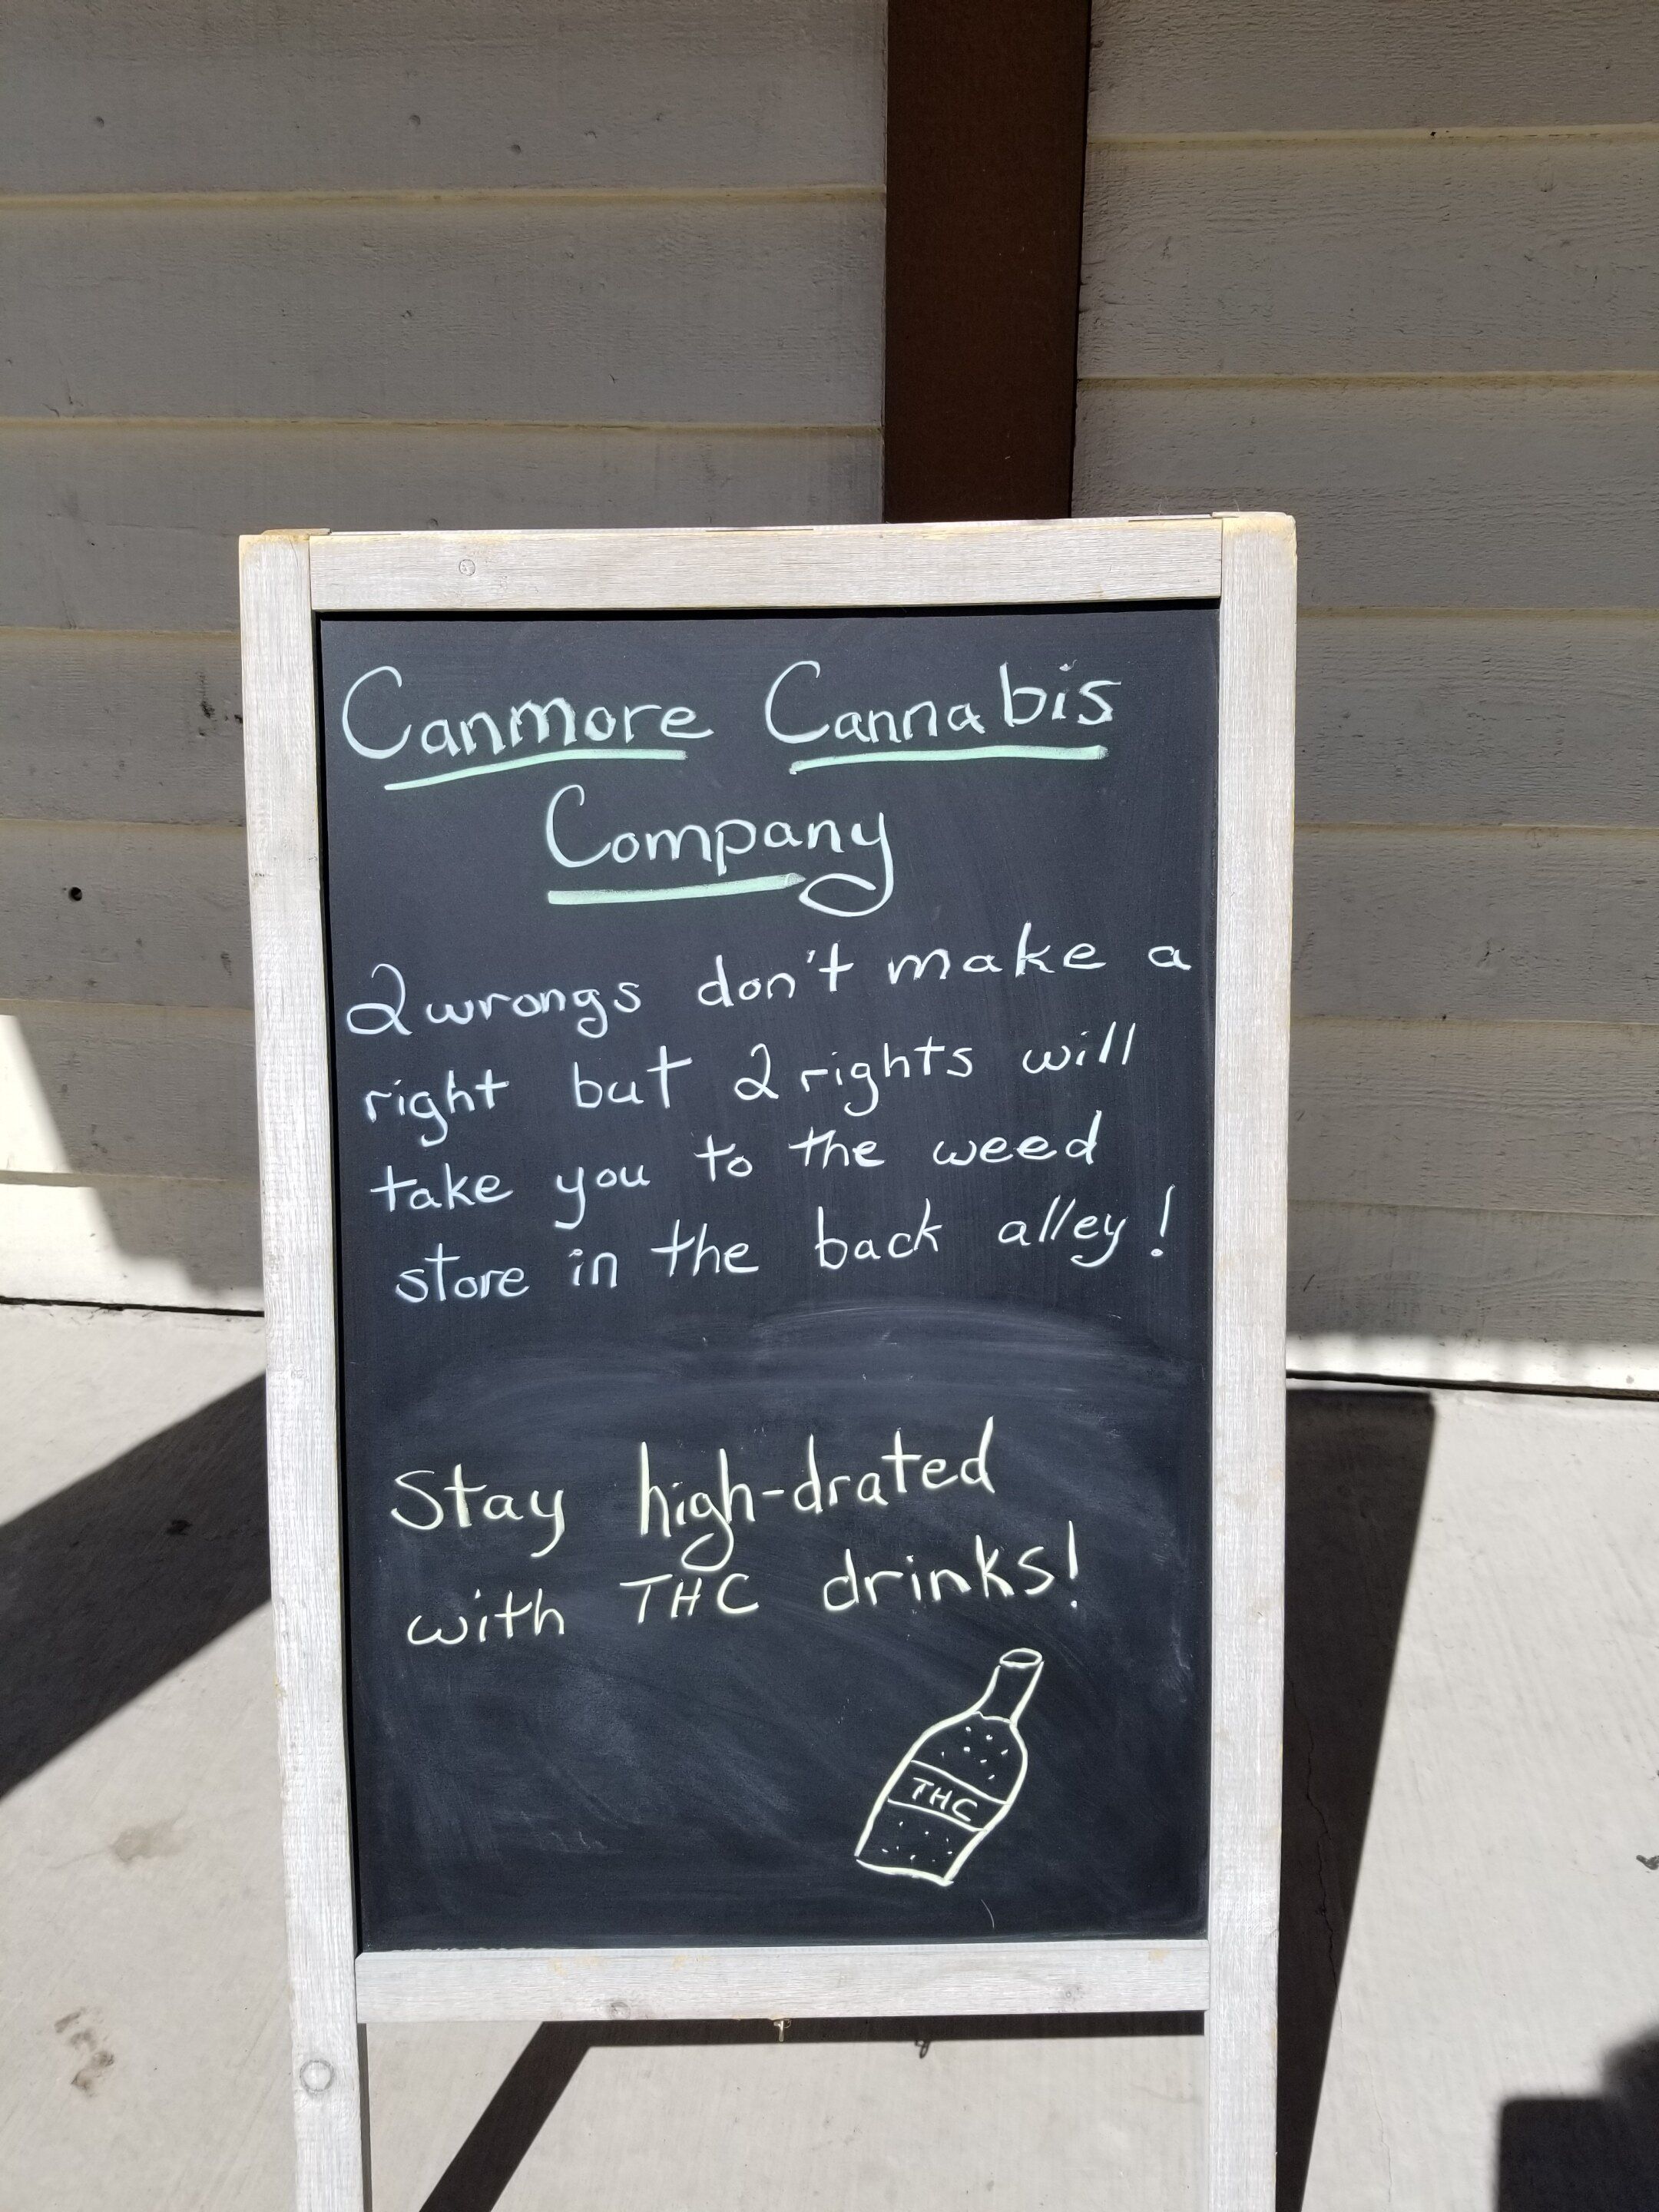 Canmore Cannabis
Company
2 wrongs don't make a
right but 2 rights will
take you to the weed
store in the back alley!
Stay high-drated
with THC drinks!
THC